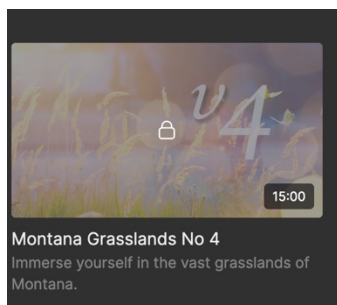 v4
15:00
Montana Grasslands No 4
Immerse yourself in the vast grasslands of
Montana.